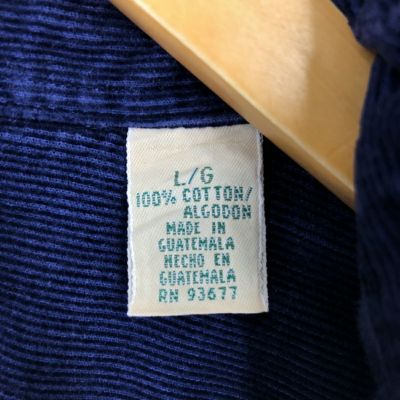 L/G
100% COTTON/
ALGODON
MADE IN
GUATEMALA
HECHO EN
GUATEMALA
RN 93677